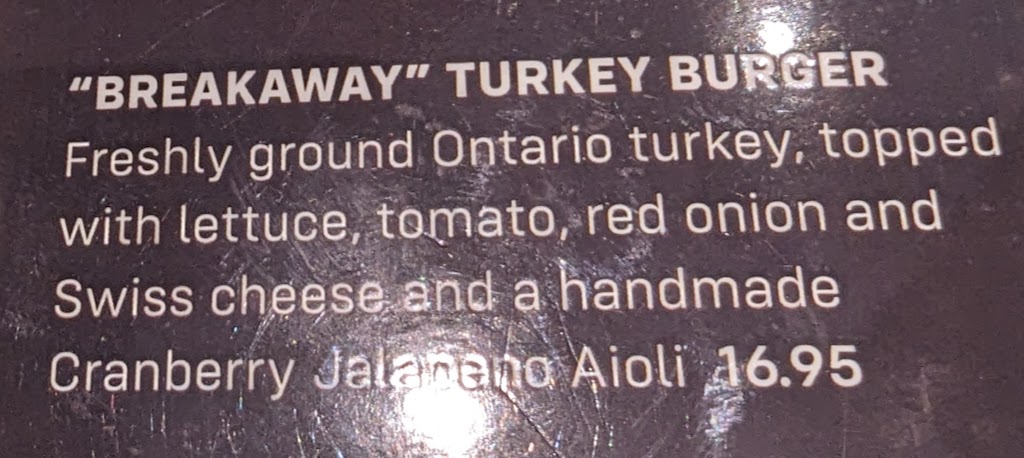 “BREAKAWAY” TURKEY BURGER
Freshly ground Ontario turkey, topped
with lettuce, tomato, red onion and
Swiss cheese and a handmade
Cranberry Jalapeno Aioli 16.95